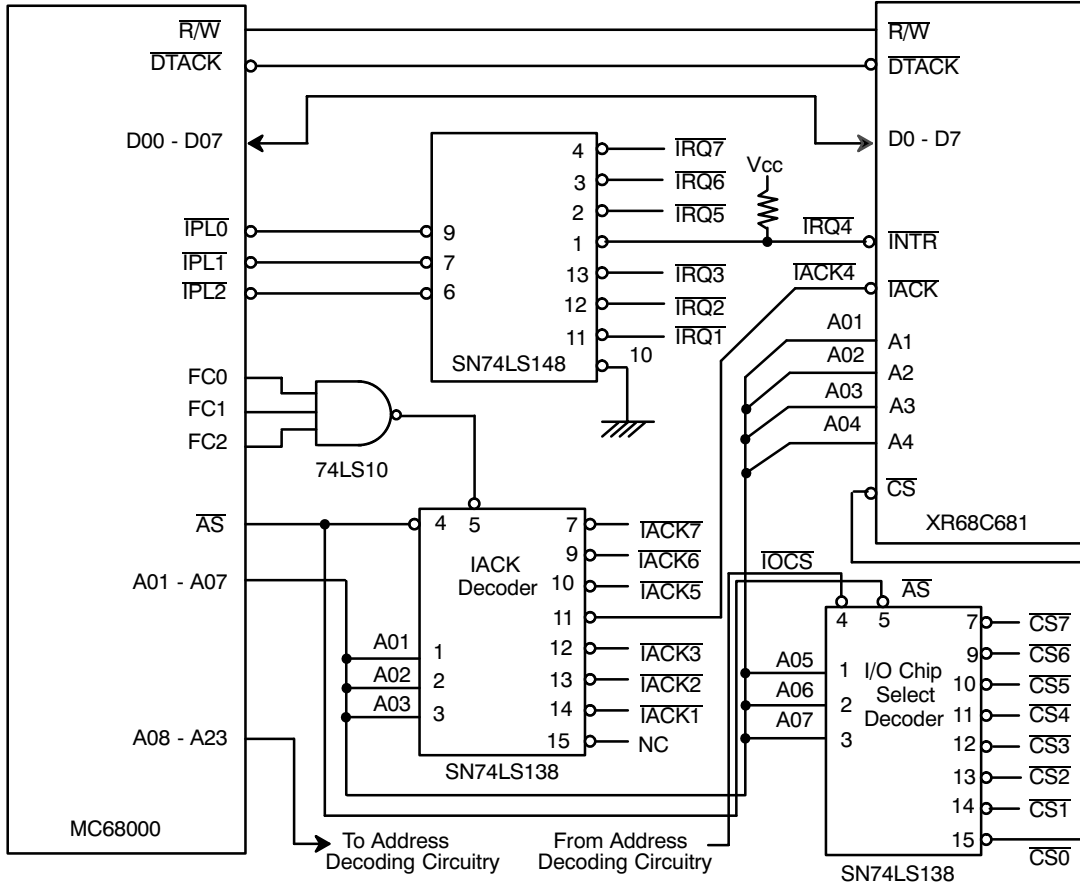 R/W
DTACK
D00 - D07
IPL0
IPL1
IPL2
FC0
FC1
FC2
AS
A01 - A07
A08 - A23
MC68000
74LS10
9
7
6
4
3
2
1
13
12
11
10
SN74LS148
IRQ7
IRQ6
IRQ5
IRQ4
IRQ3
IRQ2
IRQ1
Vcc
IACK4
R/W
DTACK
D0 - D7
INTR
IACK
A01
A1
A02
A2
A03
A3
A04
A4
CS
XR68C681
4
5
IACK
Decoder
A01
1
A02
2
A03
3
7
9
10
11
12
13
14
15
IACK7
IACK6
IACK5
IACK3
IACK2
IACK1
NC
SN74LS138
To Address
Decoding Circuitry
From Address
Decoding Circuitry
IOCS
AS
4
5
A05
1
A06
2
A07
3
I/O Chip
Select
Decoder
7
9
10
11
12
13
14
15
CS7
CS6
CS5
CS4
CS3
CS2
CS1
CS0
SN74LS138